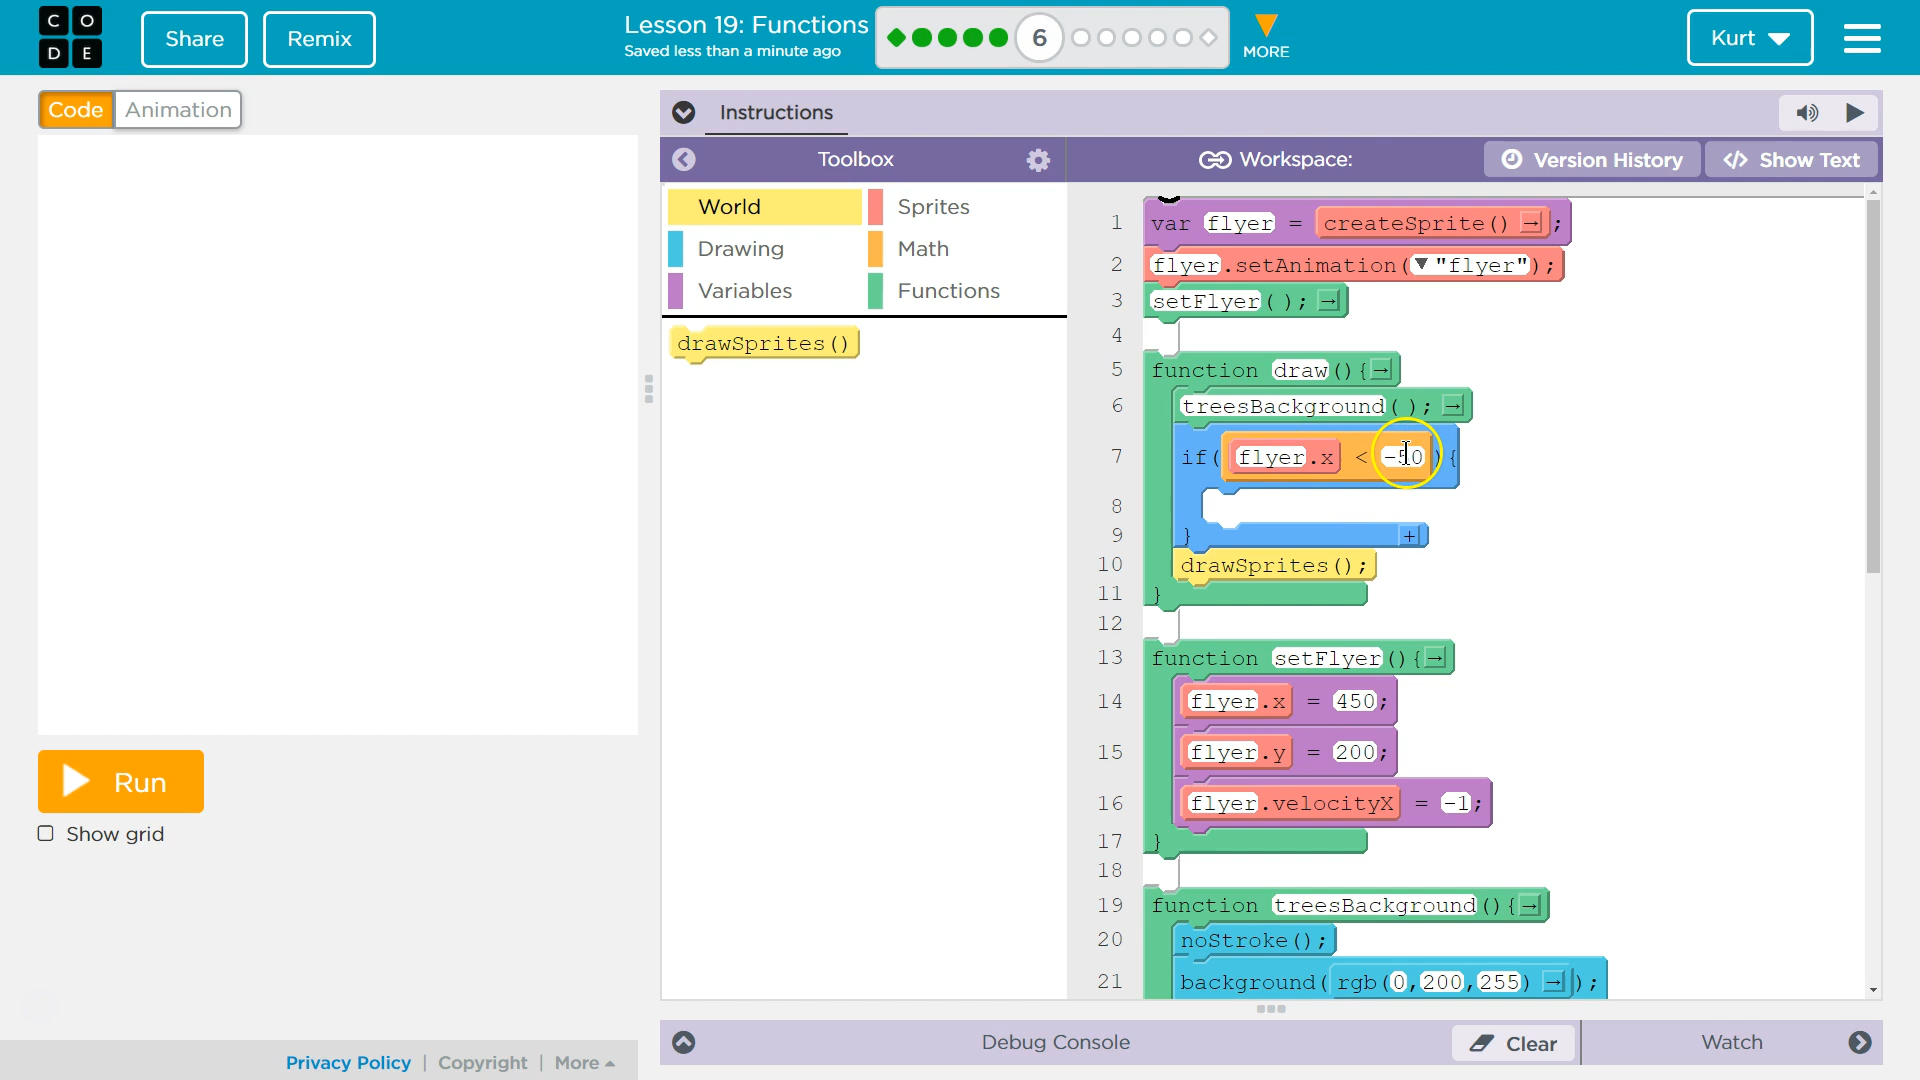 CODE
Share
Remix
Lesson 19: Functions
Saved less than a minute ago
6
MORE
Kurt
Code
Animation
Instructions
Toolbox
Workspace:
Version History
</> Show Text
World
Sprites
Drawing
Math
Variables
Functions
drawSprites()
1 var flyer = createSprite();
2 flyer.setAnimation("flyer");
3 setFlyer();
4
5 function draw(){
6 treesBackground();
7 if(flyer.x < -50){
8
9 } +
10 drawSprites();
11 }
12
13 function setFlyer(){
14 flyer.x = 450;
15 flyer.y = 200;
16 flyer.velocityX = -1;
17 }
18
19 function treesBackground(){
20 noStroke();
21 background(rgb(0,200,255));
Run
Show grid
Privacy Policy | Copyright | More
Debug Console
Clear
Watch